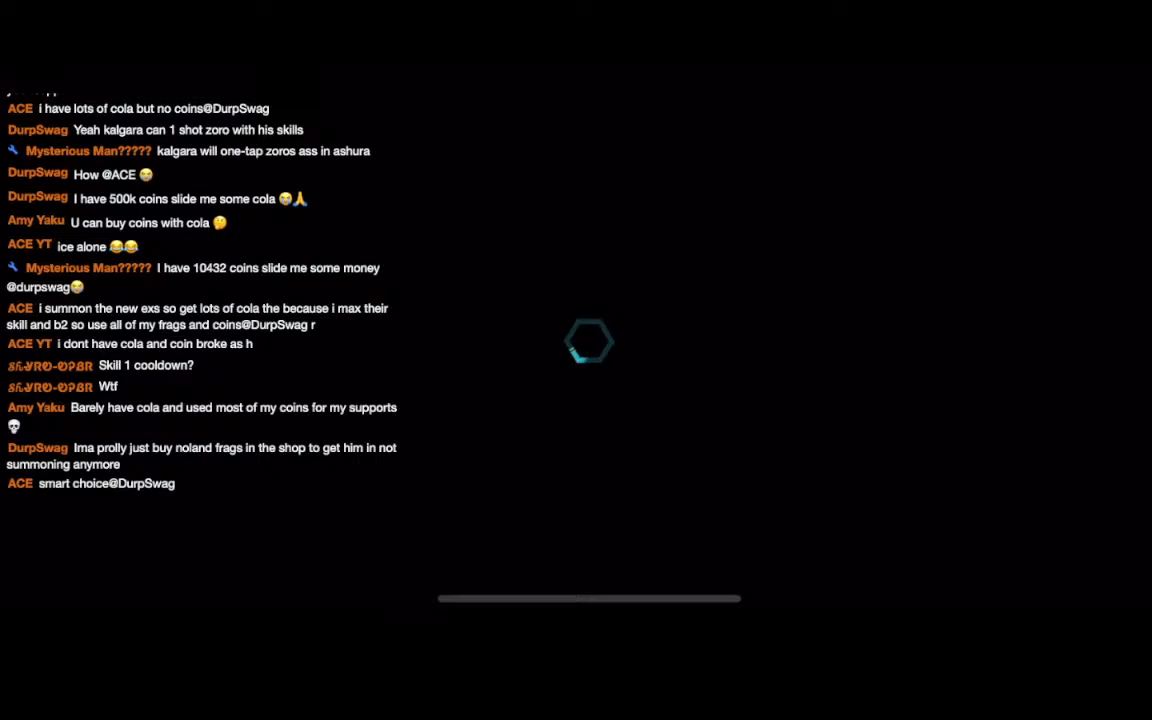 ACE i have lots of cola but no coins@DurpSwag
DurpSwag Yeah kalgara can 1 shot zoro with his skills
Mysterious Man????? kalgara will one-tap zoros ass in ashura
DurpSwag How @ACE 😭
DurpSwag I have 500k coins slide me some cola 😭🙏
Amy Yaku U can buy coins with cola 🤔
ACE YT ice alone 😂😂
Mysterious Man????? I have 10432 coins slide me some money
@durpswag😭
ACE i summon the new exs so get lots of cola the because i max their
skill and b2 so use all of my frags and coins@DurpSwag r
ACE YT i dont have cola and coin broke as h
Skill 1 cooldown?
Wtf
Amy Yaku Barely have cola and used most of my coins for my supports
💀
DurpSwag Ima prolly just buy noland frags in the shop to get him in not
summoning anymore
ACE smart choice@DurpSwag